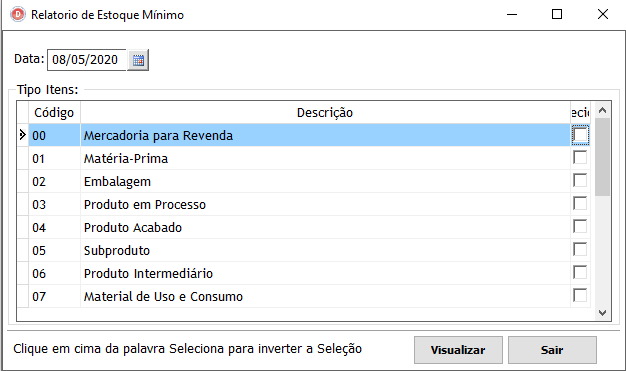 Relatorio de Estoque Mínimo
Data: 08/05/2020
Tipo Itens:
Código Descrição ecio
00 Mercadoria para Revenda
01 Matéria-Prima
02 Embalagem
03 Produto em Processo
04 Produto Acabado
05 Subproduto
06 Produto Intermediário
07 Material de Uso e Consumo
Clique em cima da palavra Seleciona para inverter a Seleção
Visualizar Sair